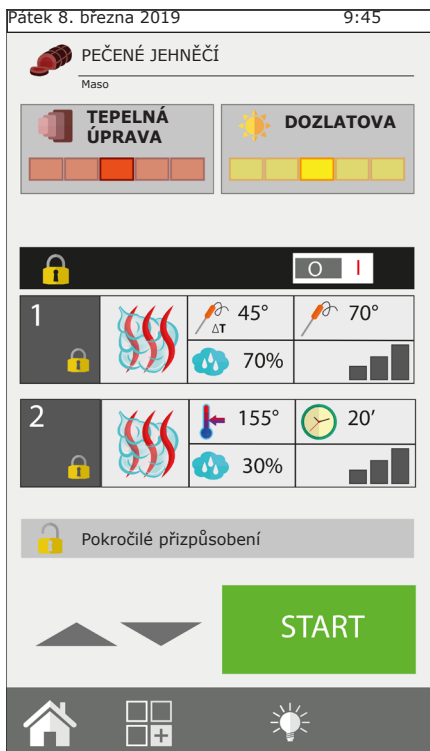 Pátek 8. března 2019 9:45
PEČENÉ JEHNĚČÍ
Maso
TEPELNÁ
ÚPRAVA
DOZLATOVA
O I
1
ΔT
45°
70°
70%
2
155°
20’
30%
Pokročilé přizpůsobení
START